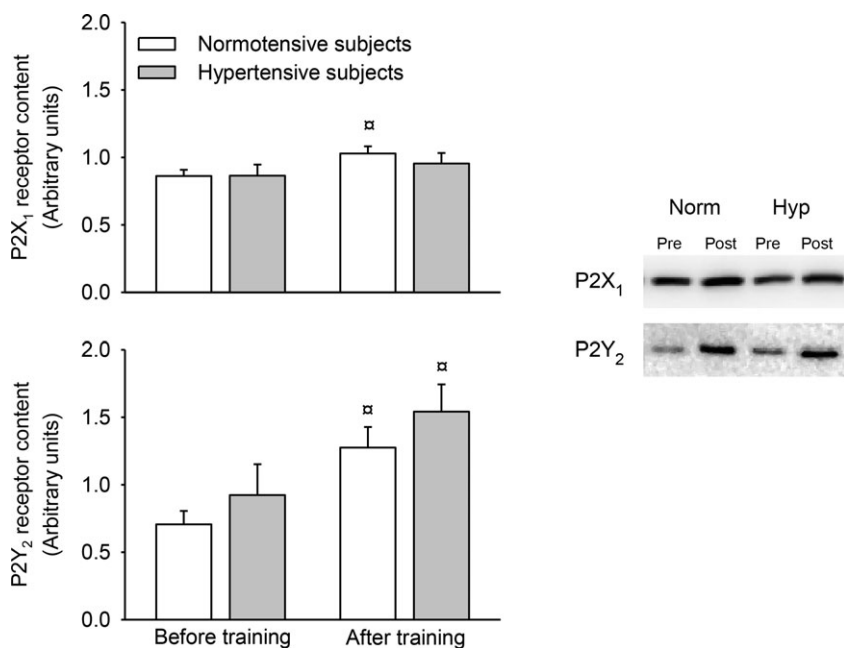 2.0
Normotensive subjects
Hypertensive subjects
1.5
¤
1.0
0.5
0.0
P2X₁ receptor content
(Arbitrary units)
2.0
¤
¤
1.5
1.0
0.5
0.0
P2Y₂ receptor content
(Arbitrary units)
Before training After training
Norm Hyp
Pre Post Pre Post
P2X₁
P2Y₂